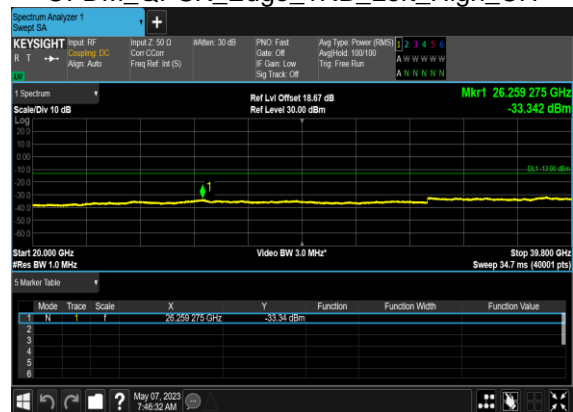 Spectrum Analyzer 1
Swept SA
KEYSIGHT Input: RF Input Z: 50 Ω #Atten: 30 dB PNO: Fast Avg Type: Power (RMS) 1 2 3 4 5 6
R T Coupling: DC Corr CCorr Gate: Off Avg|Hold: 100/100 A W W W W W
Align: Auto Freq Ref: Int (S) IF Gain: Low Trig: Free Run
LU Sig Track: Off A N N N N N
1 Spectrum Ref Lvl Offset 18.67 dB Mkr1 26.259 275 GHz
Scale/Div 10 dB Ref Level 30.00 dBm -33.342 dBm
Log
20.0
10.0
0.00
-10.0
DL1 -13.00 dBm
-20.0
1
-30.0
-40.0
-50.0
-60.0
Start 20.000 GHz Video BW 3.0 MHz* Stop 39.800 GHz
#Res BW 1.0 MHz Sweep 34.7 ms (40001 pts)
5 Marker Table
Mode Trace Scale X Y Function Function Width Function Value
1 N 1 f 26.259 275 GHz -33.34 dBm
2
3
4
5
6
? May 07, 2023
7:46:32 AM